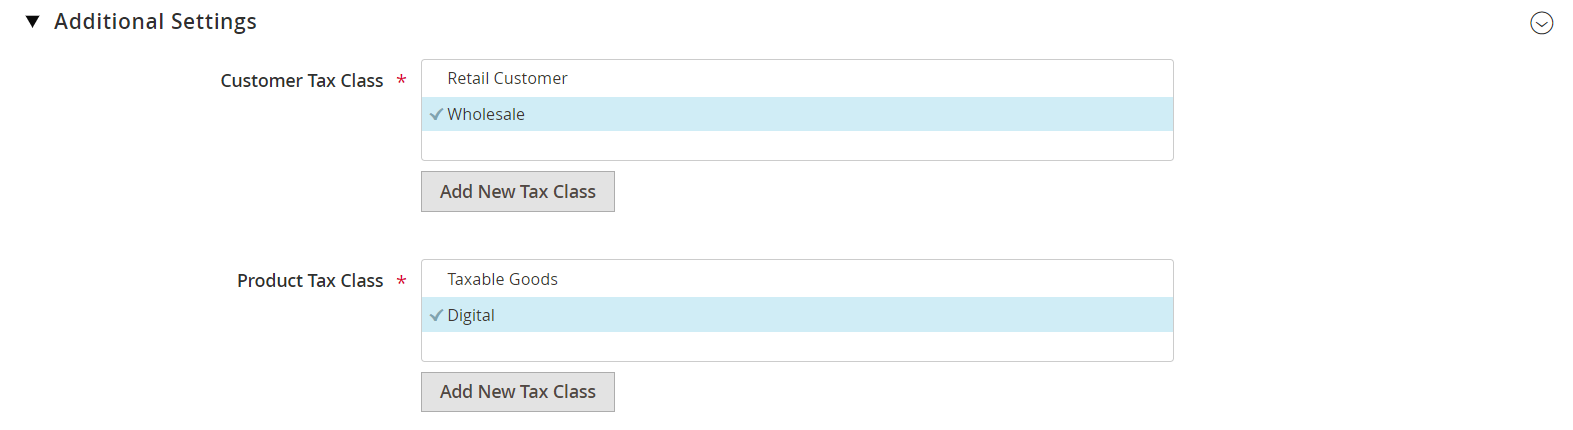 Additional Settings
Customer Tax Class *
Retail Customer
Wholesale
Add New Tax Class
Product Tax Class *
Taxable Goods
Digital
Add New Tax Class